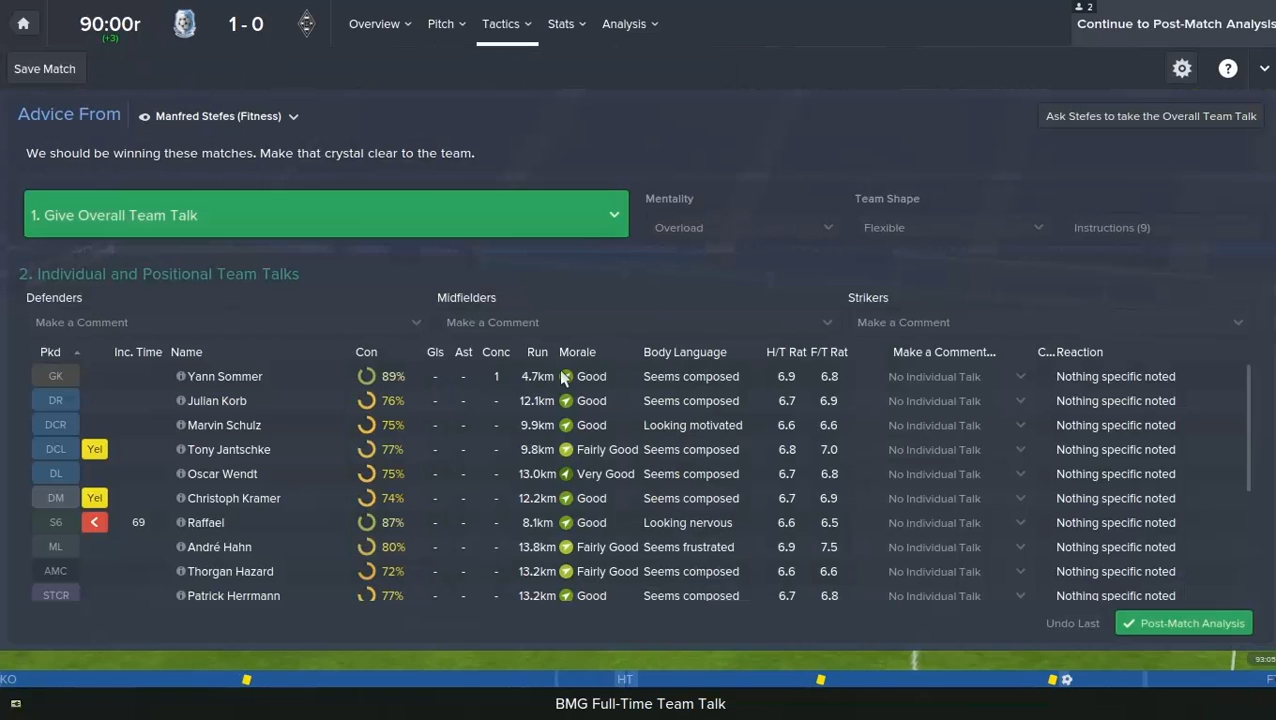 90:00r
(+3)
1 - 0
Overview
Pitch
Tactics
Stats
Analysis
2
Continue to Post-Match Analysis
Save Match
?
Advice From
Manfred Stefes (Fitness)
Ask Stefes to take the Overall Team Talk
We should be winning these matches. Make that crystal clear to the team.
1. Give Overall Team Talk
Mentality
Team Shape
Overload
Flexible
Instructions (9)
2. Individual and Positional Team Talks
Defenders Midfielders Strikers
Make a Comment Make a Comment Make a Comment
Pkd Inc. Time Name Con Gls Ast Conc Run Morale Body Language H/T Rat F/T Rat Make a Comment... C... Reaction
GK Yann Sommer 89% - - 1 4.7km Good Seems composed 6.9 6.8 No Individual Talk Nothing specific noted
DR Julian Korb 76% - - - 12.1km Good Seems composed 6.7 6.9 No Individual Talk Nothing specific noted
DCR Marvin Schulz 75% - - - 9.9km Good Looking motivated 6.6 6.6 No Individual Talk Nothing specific noted
DCL Yel Tony Jantschke 77% - - - 9.8km Fairly Good Seems composed 6.8 7.0 No Individual Talk Nothing specific noted
DL Oscar Wendt 75% - - - 13.0km Very Good Seems composed 6.7 6.8 No Individual Talk Nothing specific noted
DM Yel Christoph Kramer 74% - - - 12.2km Good Seems composed 6.7 6.9 No Individual Talk Nothing specific noted
S6 69 Raffael 87% - - - 8.1km Good Looking nervous 6.6 6.5 No Individual Talk Nothing specific noted
ML André Hahn 80% - - - 13.8km Fairly Good Seems frustrated 6.9 7.5 No Individual Talk Nothing specific noted
AMC Thorgan Hazard 72% - - - 13.2km Fairly Good Seems composed 6.6 6.6 No Individual Talk Nothing specific noted
STCR Patrick Herrmann 77% - - - 13.2km Good Seems composed 6.7 6.8 No Individual Talk Nothing specific noted
Undo Last
Post-Match Analysis
93:05
KO
HT
F
BMG Full-Time Team Talk